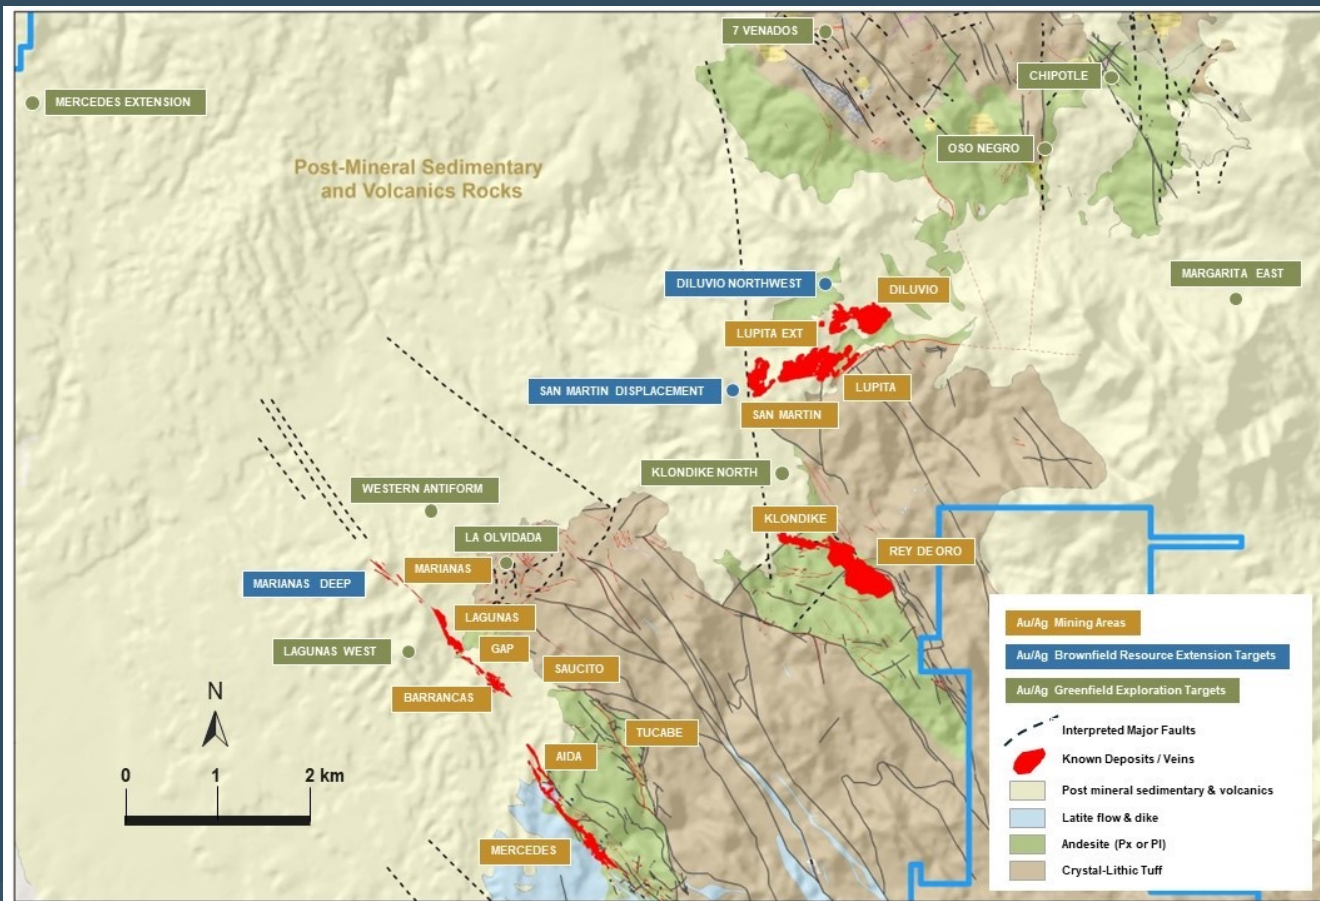 7 VENADOS
CHIPOTLE
MERCEDES EXTENSION
OSO NEGRO
Post-Mineral Sedimentary
and Volcanics Rocks
MARGARITA EAST
DILUVIO NORTHWEST
DILUVIO
LUPITA EXT
SAN MARTIN DISPLACEMENT
LUPITA
SAN MARTIN
KLONDIKE NORTH
WESTERN ANTIFORM
KLONDIKE
LA OLVIDADA
REY DE ORO
MARIANAS
MARIANAS DEEP
LAGUNAS
GAP
LAGUNAS WEST
SAUCITO
BARRANCAS
TUCABE
AIDA
MERCEDES
N
0 1 2 km
Au/Ag Mining Areas
Au/Ag Brownfield Resource Extension Targets
Au/Ag Greenfield Exploration Targets
Interpreted Major Faults
Known Deposits / Veins
Post mineral sedimentary & volcanics
Latite flow & dike
Andesite (Px or Pl)
Crystal-Lithic Tuff